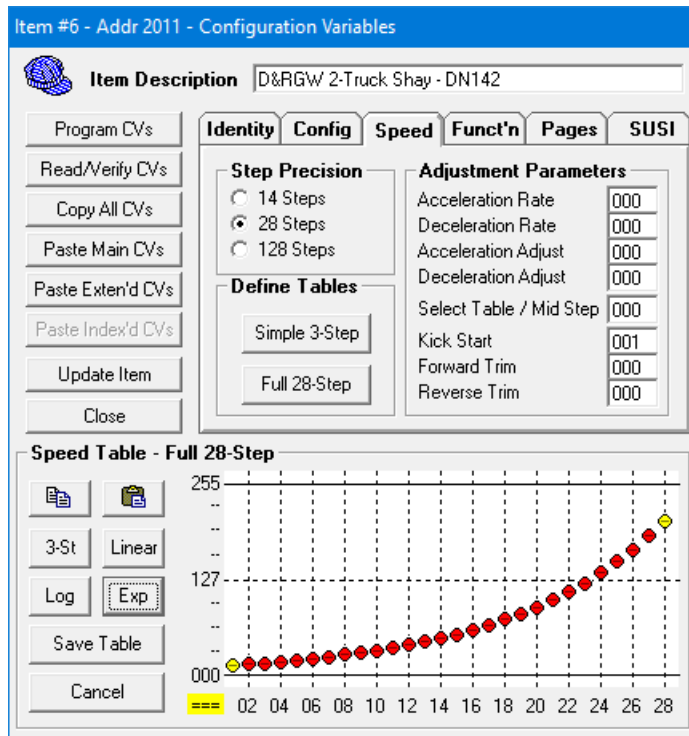 Item #6 - Addr 2011 - Configuration Variables
Item Description D&RGW 2-Truck Shay - DN142
Program CVs
Read/Verify CVs
Copy All CVs
Paste Main CVs
Paste Exten'd CVs
Paste Index'd CVs
Update Item
Close
Identity Config Speed Funct'n Pages SUSI
Step Precision
14 Steps
28 Steps
128 Steps
Define Tables
Simple 3-Step
Full 28-Step
Adjustment Parameters
Acceleration Rate 000
Deceleration Rate 000
Acceleration Adjust 000
Deceleration Adjust 000
Select Table / Mid Step 000
Kick Start 001
Forward Trim 000
Reverse Trim 000
Speed Table - Full 28-Step
3-St Linear
Log Exp
Save Table
Cancel
255
--
--
--
127
--
--
--
000
=== 02 04 06 08 10 12 14 16 18 20 22 24 26 28